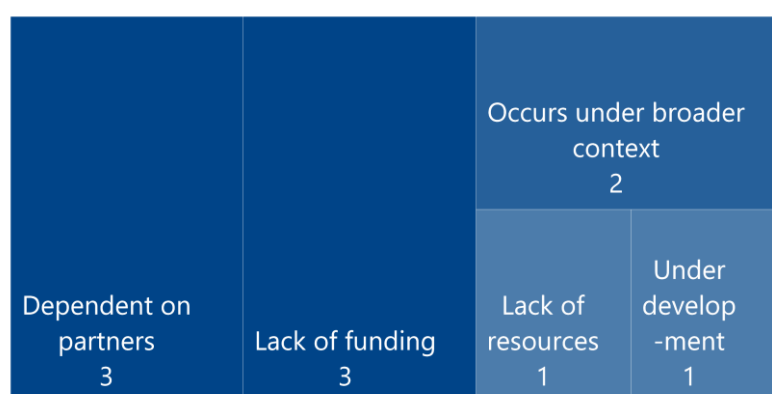 Dependent on
partners
3
Lack of funding
3
Occurs under broader
context
2
Lack of
resources
1
Under
develop
-ment
1